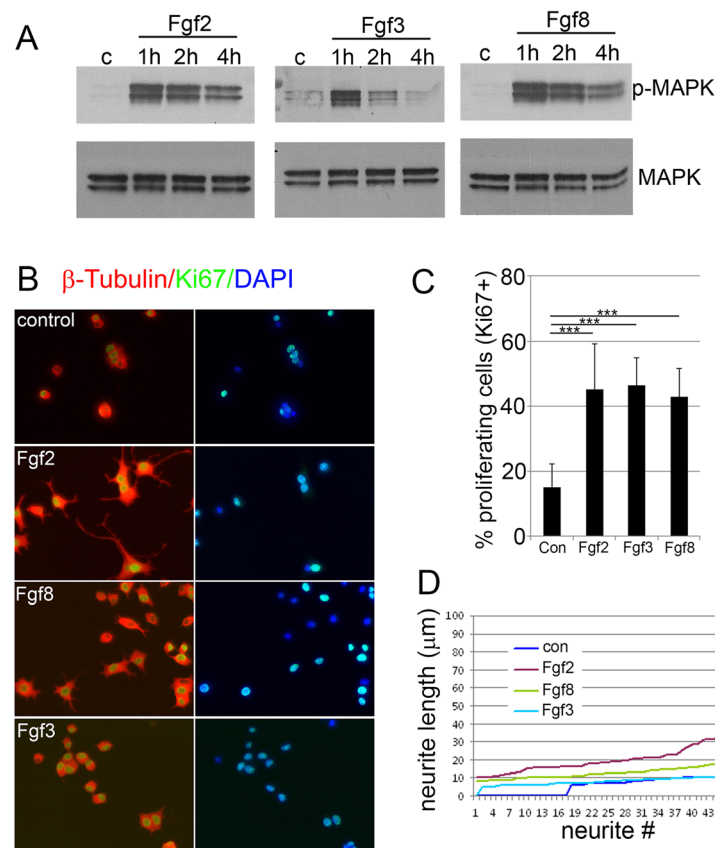 A
Fgf2
Fgf3
Fgf8
c 1h 2h 4h
c 1h 2h 4h
c 1h 2h 4h
p-MAPK
MAPK
B
β-Tubulin/Ki67/DAPI
control
Fgf2
Fgf8
Fgf3
C
% proliferating cells (Ki67+)
80
60
40
20
0
***
***
***
Con Fgf2 Fgf3 Fgf8
D
neurite length (μm)
100
90
80
70
60
50
40
30
20
10
0
con
Fgf2
Fgf8
Fgf3
1 4 7 10 13 16 19 22 25 28 31 34 37 40 43
neurite #